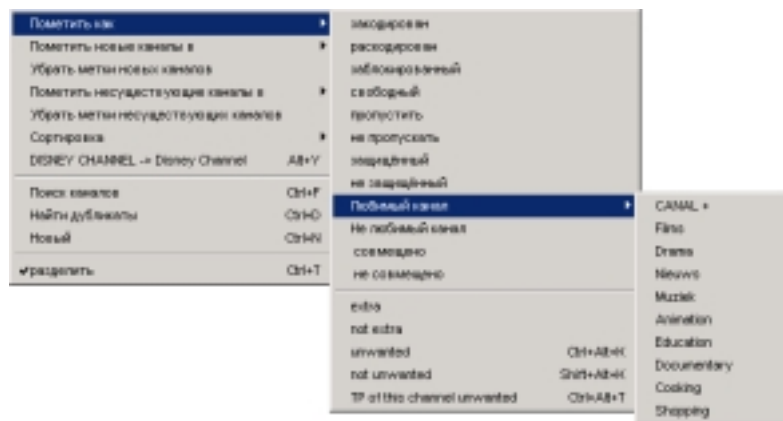 Пометить как
Пометить новые каналы в
Убрать метки новых каналов
Пометить несуществующие каналы в
Убрать метки несуществующих каналов
Сортировка
DISNEY CHANNEL -> Disney Channel Alt+V
Поиск каналов Ctrl+F
Найти дубликаты Ctrl+D
Новый Ctrl+N
✔разделить Ctrl+T
закодирован
раскодирован
заблокированный
свободный
пропустить
не пропускать
защищённый
не защищённый
Любимый канал
Не любимый канал
совмещено
не совмещено
extra
not extra
unwanted Ctrl+Alt+K
not unwanted Shift+Alt+K
TP of this channel unwanted Ctrl+Alt+T
CANAL +
Films
Drama
Nieuws
Muziek
Animation
Education
Documentary
Cooking
Shopping